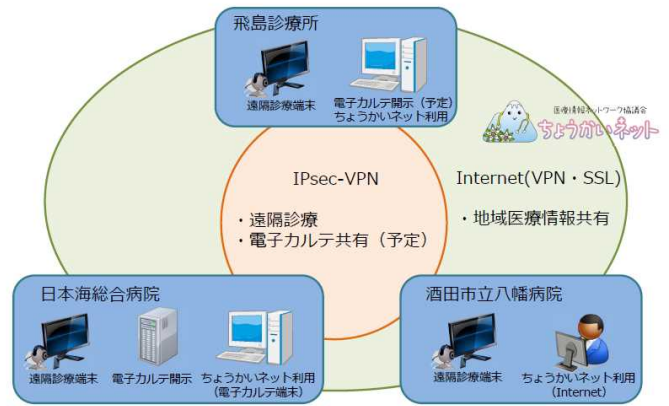 飛島診療所
遠隔診療端末
電子カルテ開示（予定）
ちょうかいネット利用
医療情報ネットワーク協議会
ちょうかいネット
IPsec-VPN
・遠隔診療
・電子カルテ共有（予定）
Internet(VPN・SSL)
・地域医療情報共有
日本海総合病院
遠隔診療端末
電子カルテ開示
ちょうかいネット利用
（電子カルテ端末）
酒田市立八幡病院
遠隔診療端末
ちょうかいネット利用
（Internet）